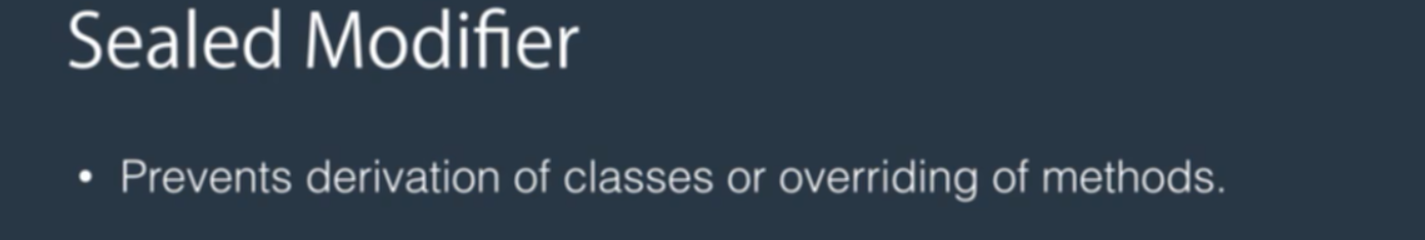 Sealed Modifier
• Prevents derivation of classes or overriding of methods.